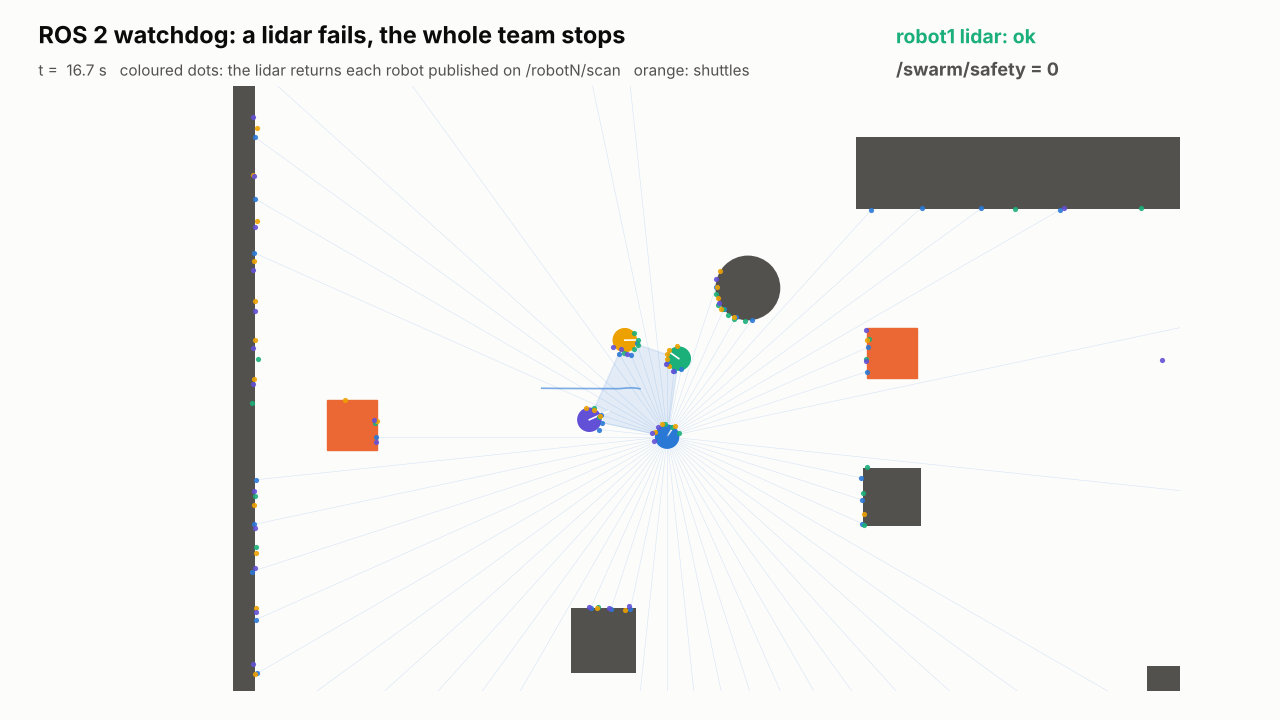 ROS 2 watchdog: a lidar fails, the whole team stops
robot1 lidar: ok
t =  16.7 s   coloured dots: the lidar returns each robot published on /robotN/scan   orange: shuttles
/swarm/safety = 0